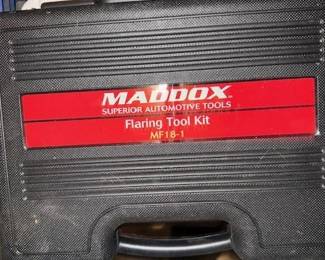 MADDOX
SUPERIOR AUTOMOTIVE TOOLS
Flaring Tool Kit
MF18-1